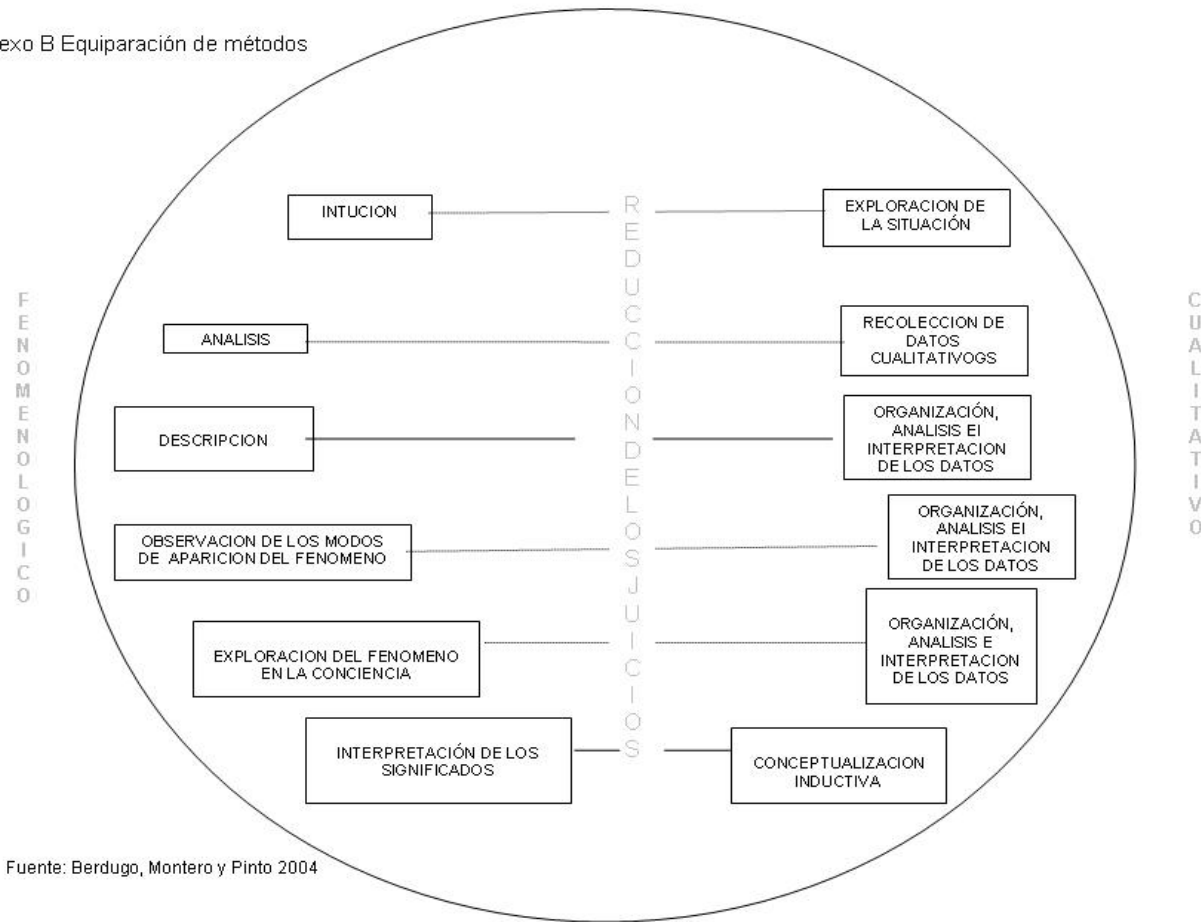 exo B Equiparación de métodos
INTUCION
EXPLORACION DE
LA SITUACIÓN
ANALISIS
RECOLECCION DE
DATOS
CUALITATIVOGS
DESCRIPCION
ORGANIZACIÓN,
ANALISIS EI
INTERPRETACION
DE LOS DATOS
OBSERVACION DE LOS MODOS
DE APARICION DEL FENOMENO
ORGANIZACIÓN,
ANALISIS EI
INTERPRETACION
DE LOS DATOS
EXPLORACION DEL FENOMENO
EN LA CONCIENCIA
ORGANIZACIÓN,
ANALISIS E
INTERPRETACION
DE LOS DATOS
INTERPRETACIÓN DE LOS
SIGNIFICADOS
CONCEPTUALIZACION
INDUCTIVA
FENOMENOLOGICO
REDUCCIONDELOSJUICIOS
CUALITATIVO
Fuente: Berdugo, Montero y Pinto 2004